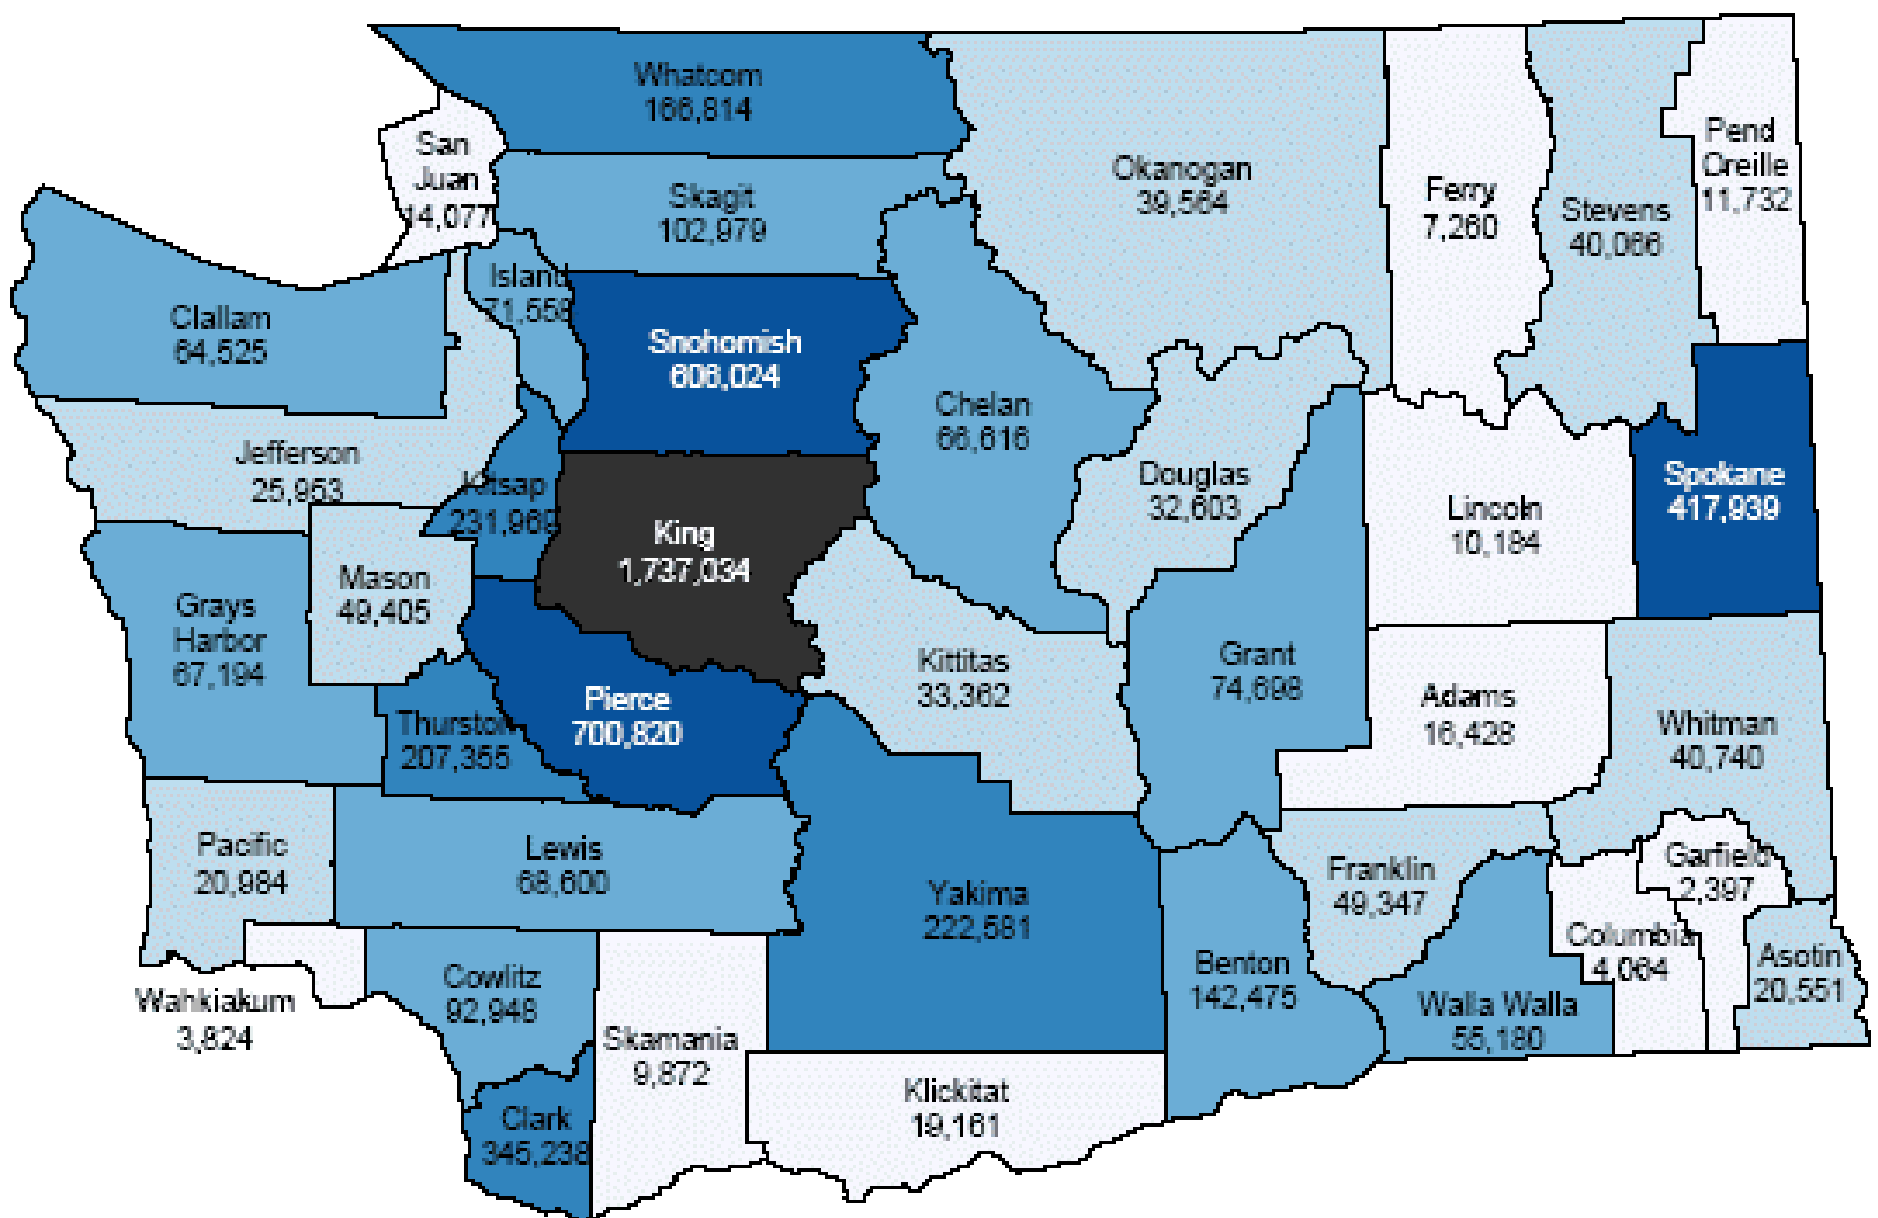 Whatcom
166,814
San
Juan
14,077
Skagit
102,979
Okanogan
39,564
Ferry
7,260
Stevens
40,066
Pend
Oreille
11,732
Clallam
64,525
Island
71,558
Snohomish
606,024
Chelan
66,616
Jefferson
25,953
Kitsap
231,969
Douglas
32,603
Lincoln
10,184
Spokane
417,939
King
1,737,034
Mason
49,405
Grays
Harbor
67,194
Kittitas
33,362
Grant
74,698
Adams
16,428
Whitman
40,740
Thurston
207,355
Pierce
700,820
Pacific
20,984
Lewis
68,600
Yakima
222,581
Franklin
49,347
Garfield
2,397
Columbia
4,064
Asotin
20,551
Benton
142,475
Walla Walla
55,180
Wahkiakum
3,824
Cowlitz
92,948
Skamania
9,872
Klickitat
19,161
Clark
345,238